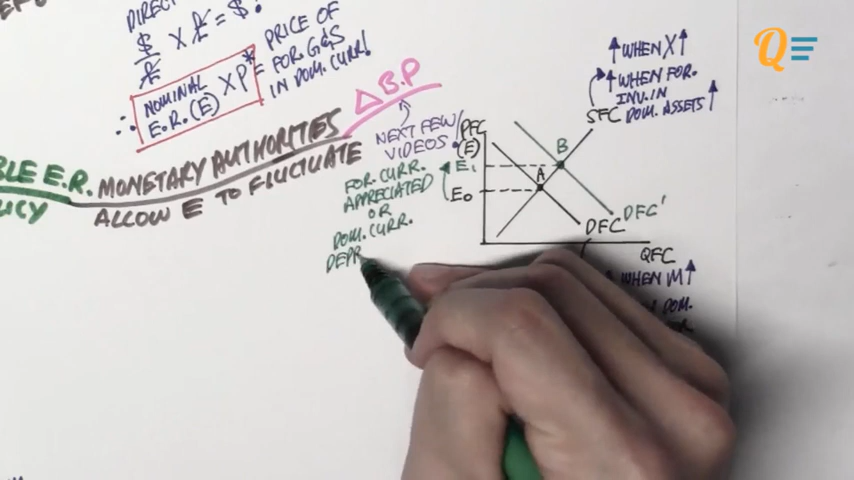 DIRECT
$/£ X £ = $!
NOMINAL
E.R.(E) X P* = PRICE OF
FOR. G&S
IN DOM. CURR!
∴
Δ B.P
NEXT FEW
VIDEOS!
BLE E.R. MONETARY AUTHORITIES
ALLOW E TO FLUCTUATE
FOR. CURR.
APPRECIATED
OR
DOM. CURR.
DEPR
PFC
(E)
E₁
E₀
A
B
SFC
DFC
DFC'
QFC
↑ WHEN X ↑
↑ WHEN FOR.
INV. IN
DOM. ASSETS ↑
WHEN M ↑
DOM.
Q